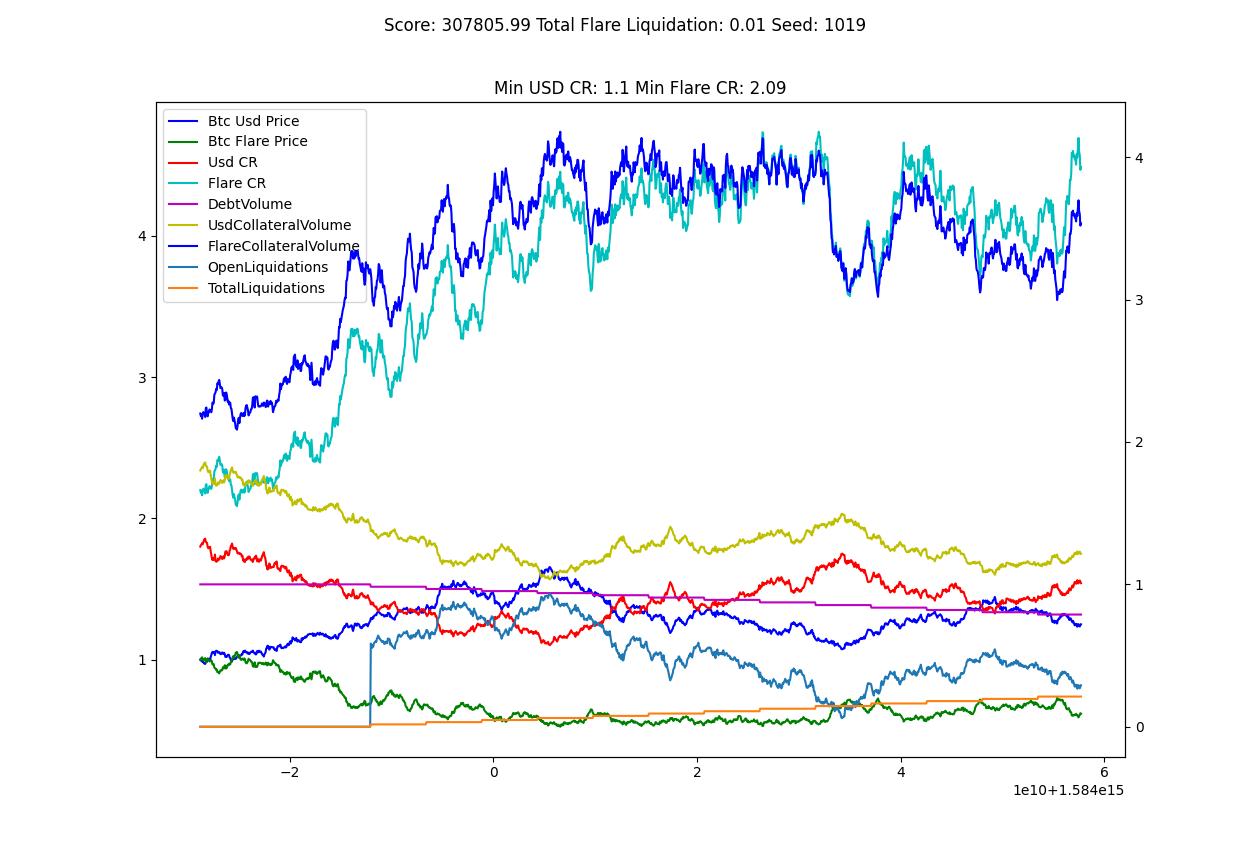 Score: 307805.99 Total Flare Liquidation: 0.01 Seed: 1019
Min USD CR: 1.1 Min Flare CR: 2.09
Btc Usd Price
Btc Flare Price
Usd CR
Flare CR
DebtVolume
UsdCollateralVolume
FlareCollateralVolume
OpenLiquidations
TotalLiquidations
4
3
2
1
4
3
2
1
0
−2
0
2
4
6
1e10+1.584e15